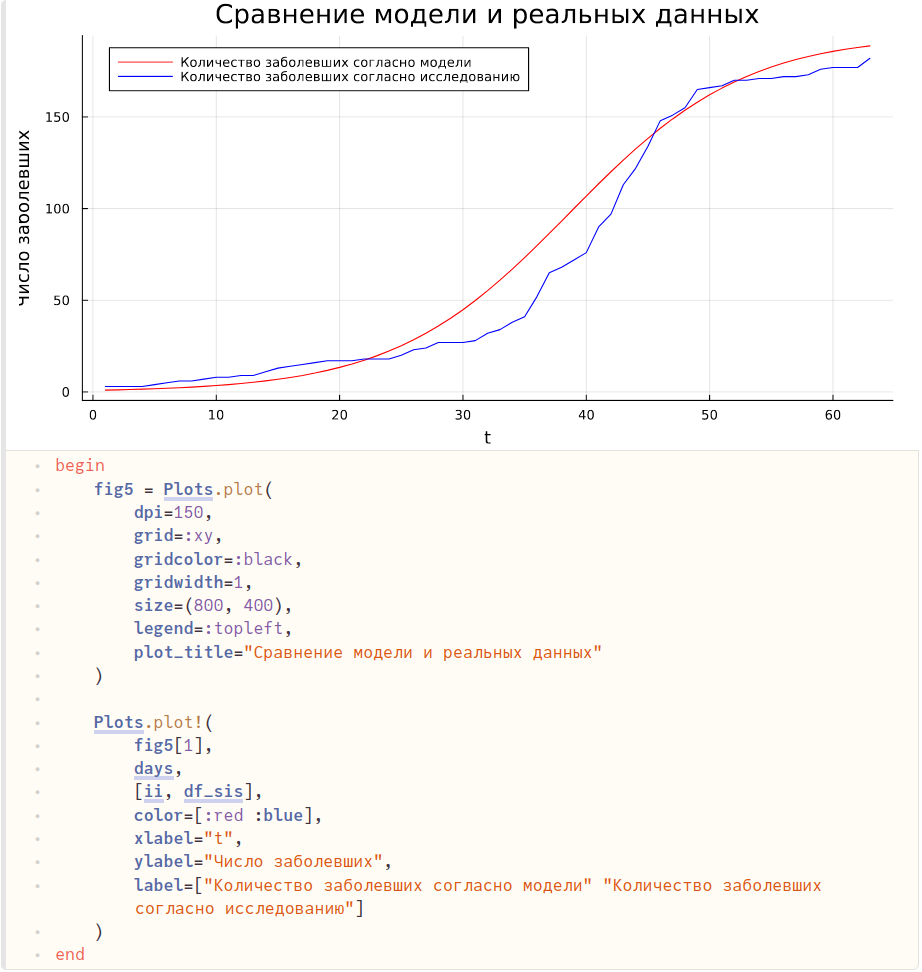 Сравнение модели и реальных данных
Количество заболевших согласно модели
Количество заболевших согласно исследованию
150
100
50
0
число заболевших
0 10 20 30 40 50 60
t
begin
fig5 = Plots.plot(
dpi=150,
grid=:xy,
gridcolor=:black,
gridwidth=1,
size=(800, 400),
legend=:topleft,
plot_title="Сравнение модели и реальных данных"
)
Plots.plot!(
fig5[1],
days,
[ii, df_sis],
color=[:red :blue],
xlabel="t",
ylabel="Число заболевших",
label=["Количество заболевших согласно модели" "Количество заболевших
согласно исследованию"]
)
end